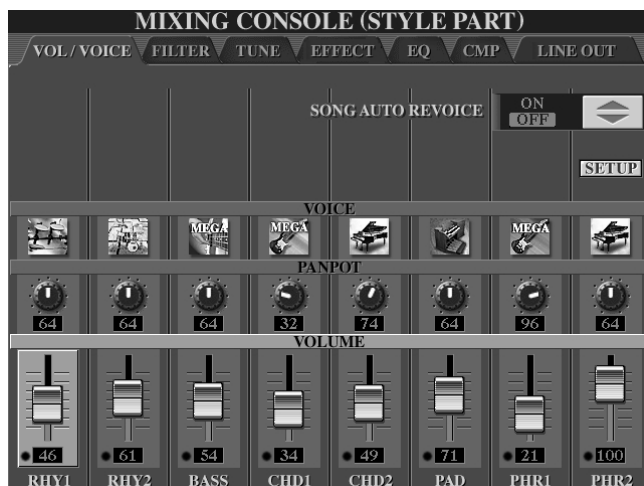 MIXING CONSOLE (STYLE PART)
VOL / VOICE FILTER TUNE EFFECT EQ CMP LINE OUT
SONG AUTO REVOICE ON
OFF
SETUP
VOICE
MEGA MEGA MEGA
PANPOT
64 64 64 32 74 64 96 64
VOLUME
46 61 54 34 49 71 21 100
RHY1 RHY2 BASS CHD1 CHD2 PAD PHR1 PHR2